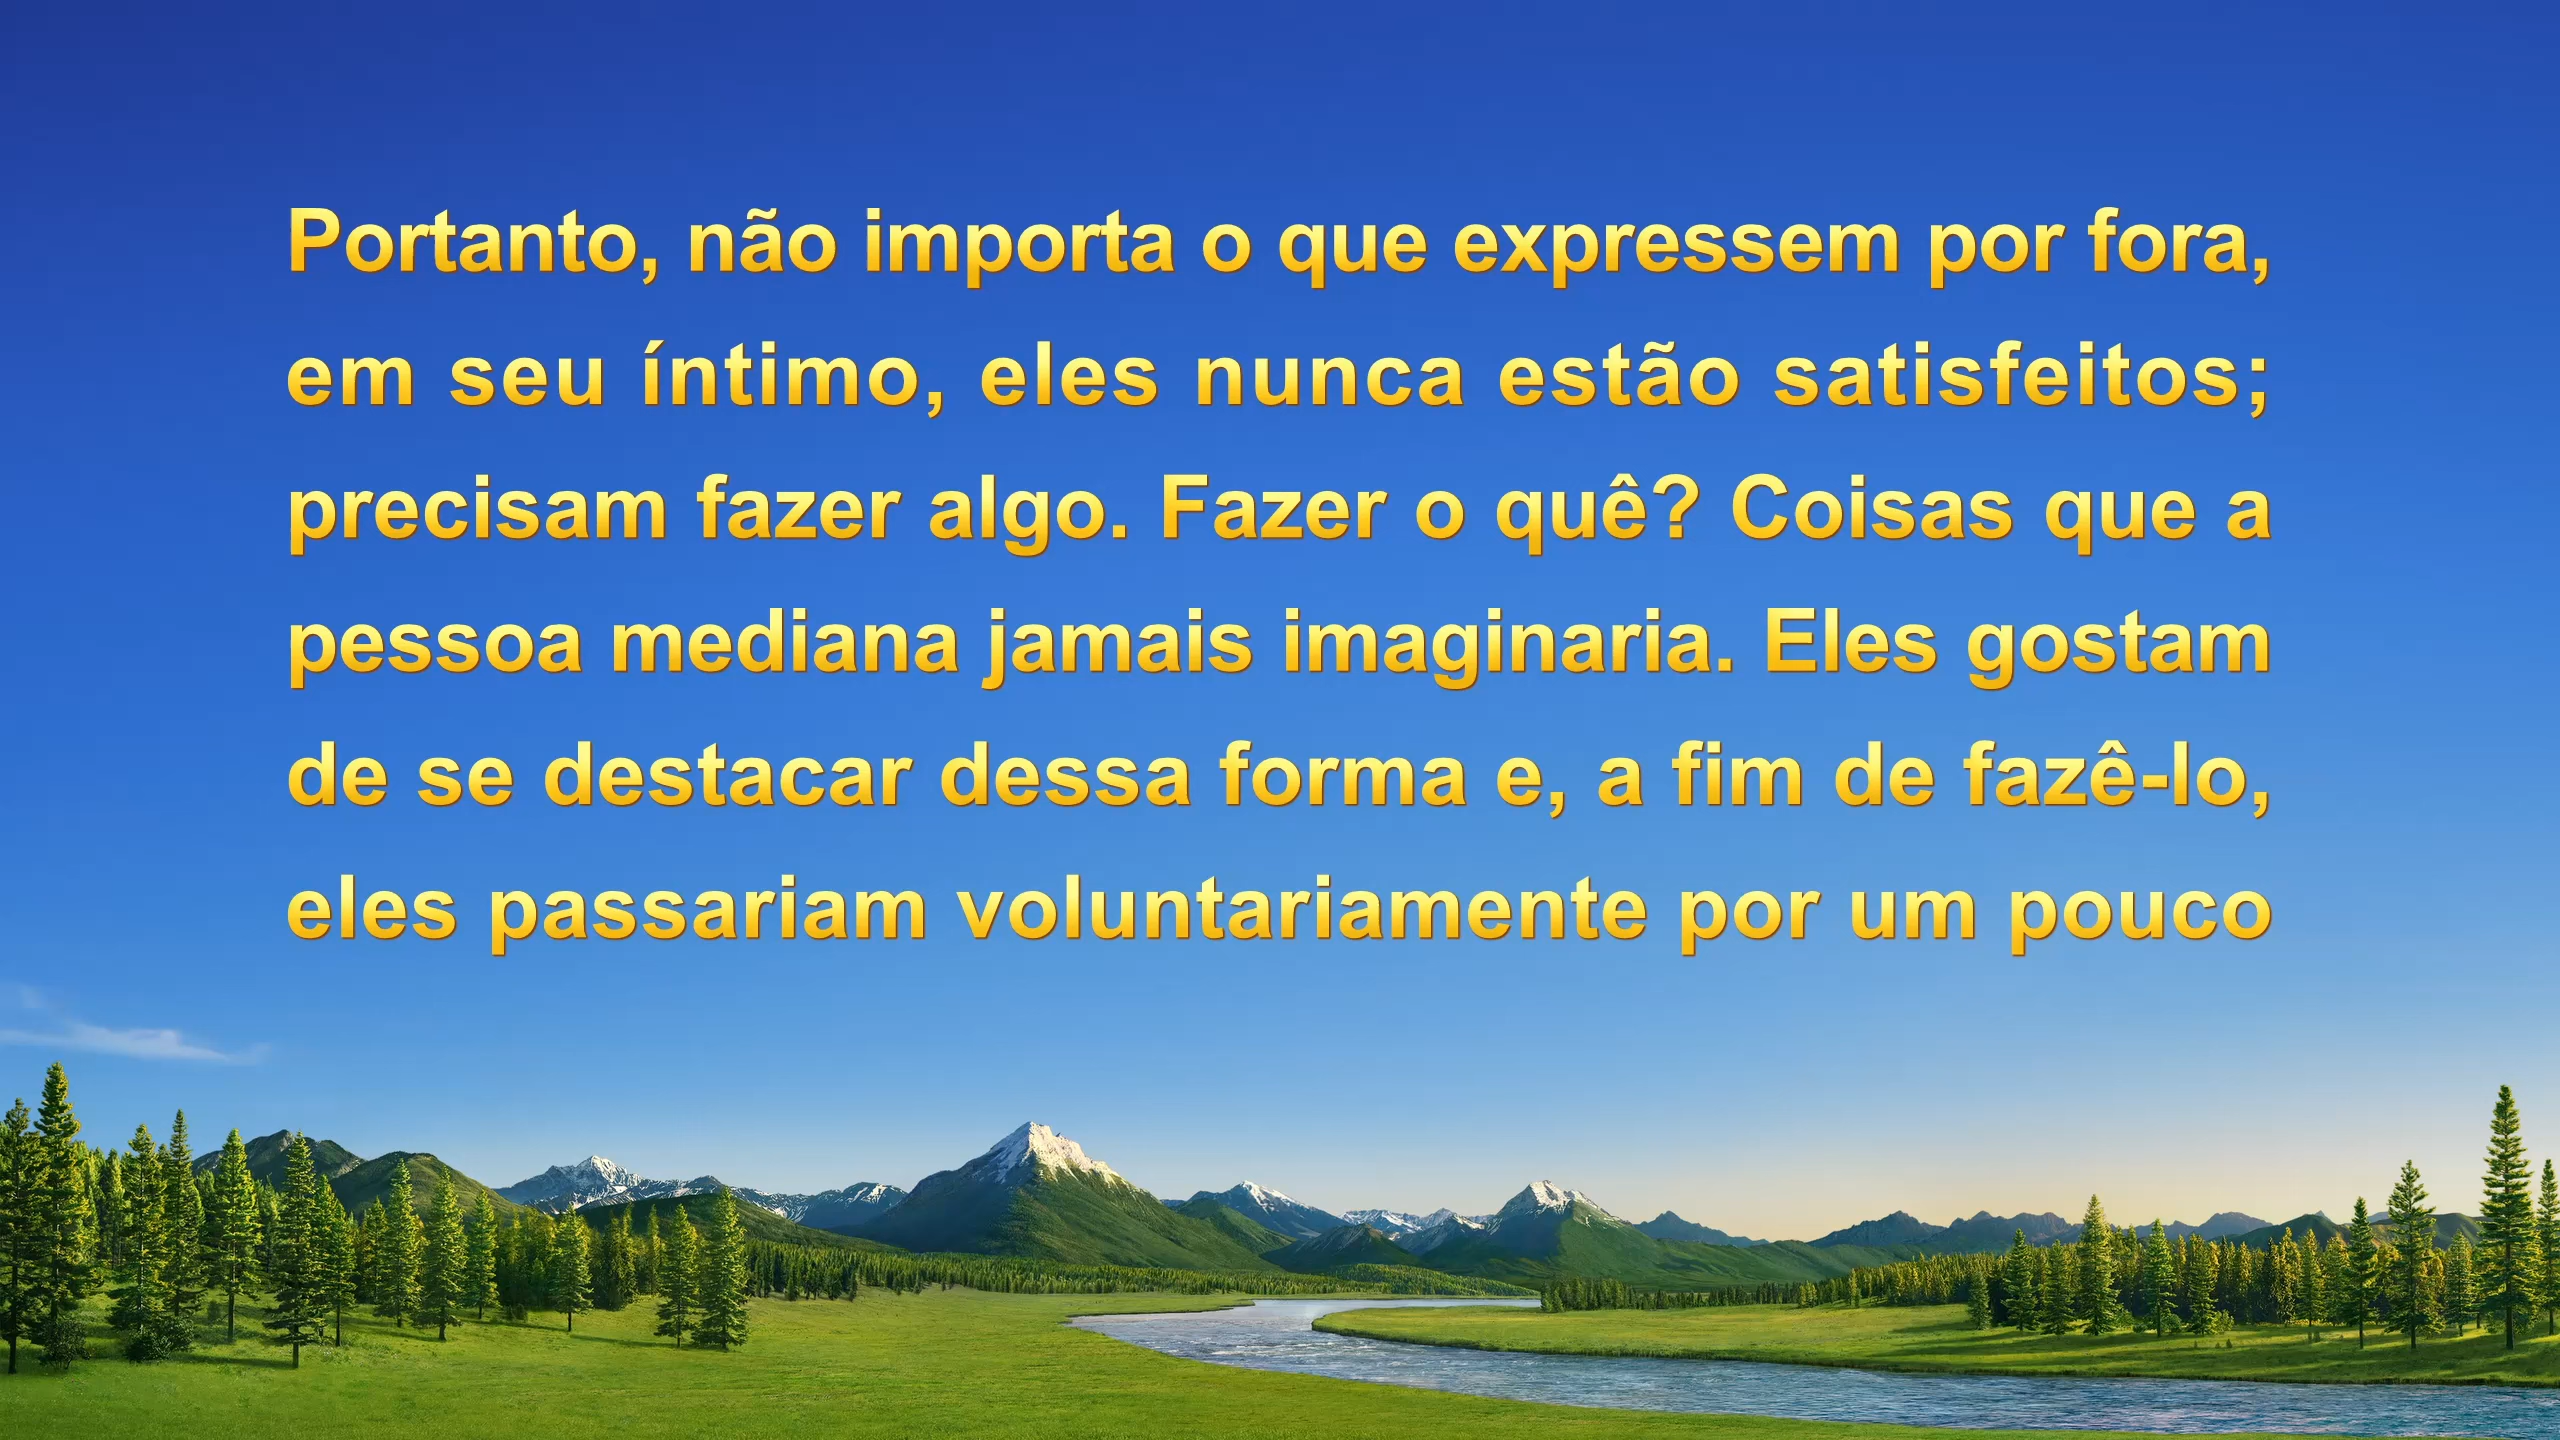 Portanto, não importa o que expressem por fora,
em seu íntimo, eles nunca estão satisfeitos;
precisam fazer algo. Fazer o quê? Coisas que a
pessoa mediana jamais imaginaria. Eles gostam
de se destacar dessa forma e, a fim de fazê-lo,
eles passariam voluntariamente por um pouco